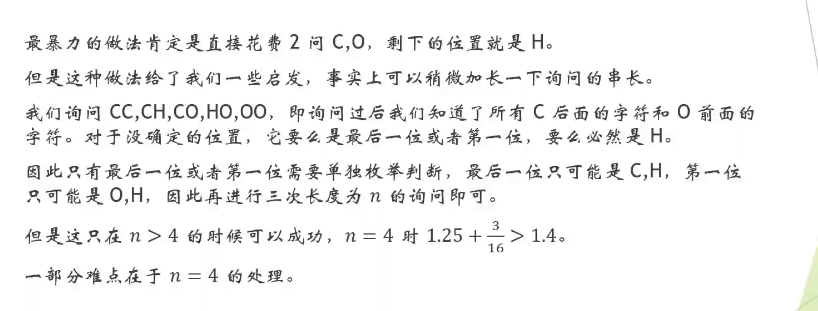 最暴力的做法肯定是直接花费 2 问 C,O，剩下的位置就是 H。
但是这种做法给了我们一些启发，事实上可以稍微加长一下询问的串长。
我们询问 CC,CH,CO,HO,OO，即询问过后我们知道了所有 C 后面的字符和 O 前面的
字符。对于没确定的位置，它要么是最后一位或者第一位，要么必然是 H。
因此只有最后一位或者第一位需要单独枚举判断，最后一位只可能是 C,H，第一位
只可能是 O,H，因此再进行三次长度为 n 的询问即可。
但是这只在 n > 4 的时候可以成功，n = 4 时 1.25 + 3/16 > 1.4。
一部分难点在于 n = 4 的处理。